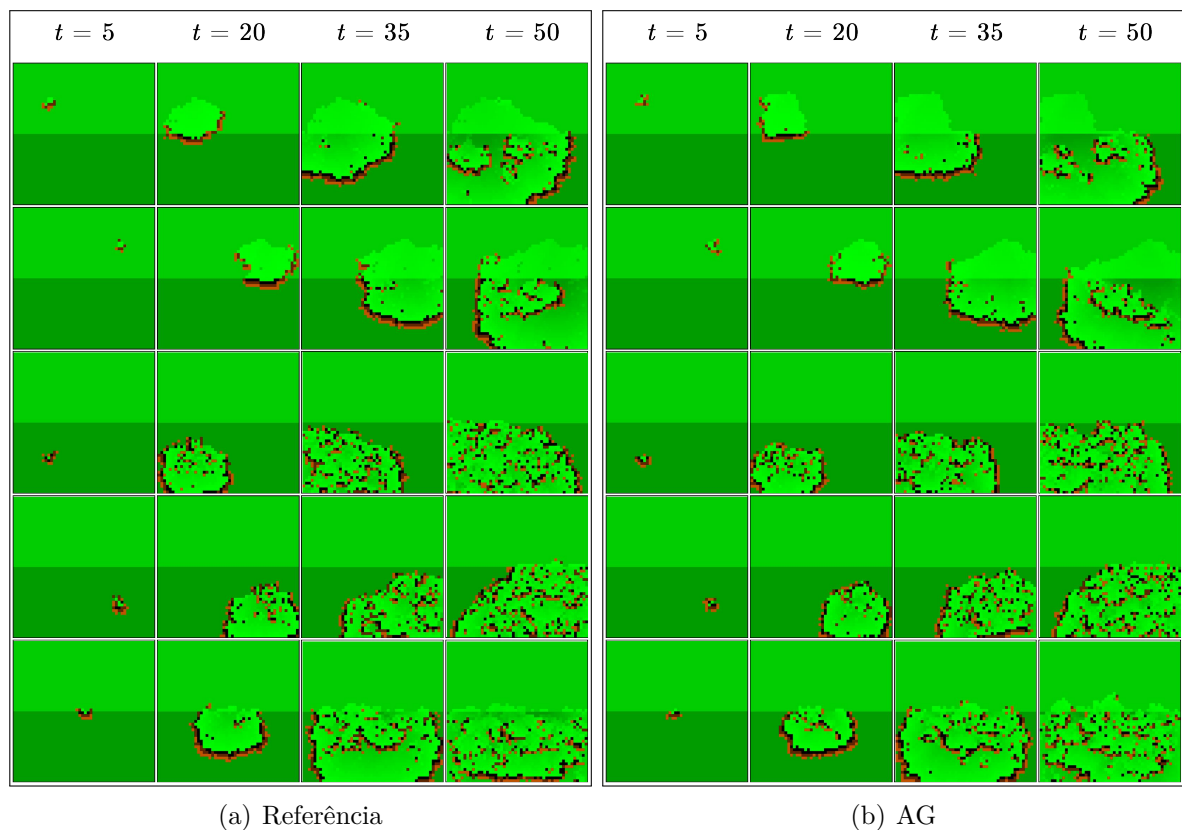 t = 5 t = 20 t = 35 t = 50
t = 5 t = 20 t = 35 t = 50
(a) Referência
(b) AG